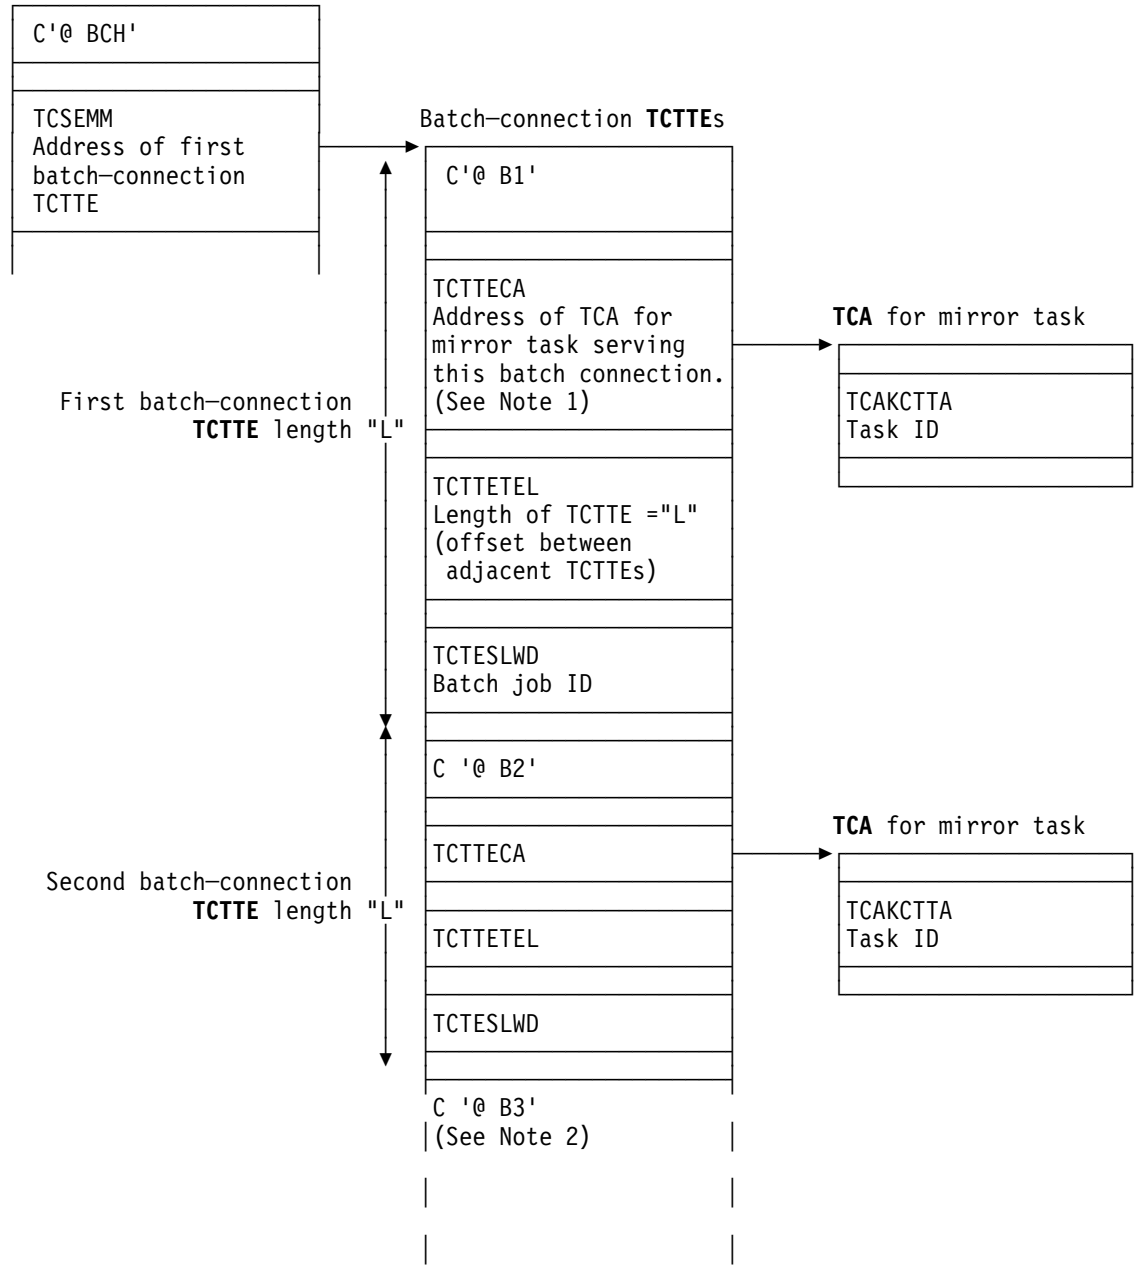 C'@ BCH'
TCSEMM
Address of first
batch—connection
TCTTE
Batch—connection TCTTEs
C'@ B1'
TCTTECA
Address of TCA for
mirror task serving
this batch connection.
(See Note 1)
TCA for mirror task
TCAKCTTA
Task ID
First batch—connection
TCTTE length "L"
TCTTETEL
Length of TCTTE ="L"
(offset between
adjacent TCTTEs)
TCTESLWD
Batch job ID
C '@ B2'
TCTTECA
TCA for mirror task
TCAKCTTA
Task ID
Second batch—connection
TCTTE length "L"
TCTTETEL
TCTESLWD
C '@ B3'
(See Note 2)